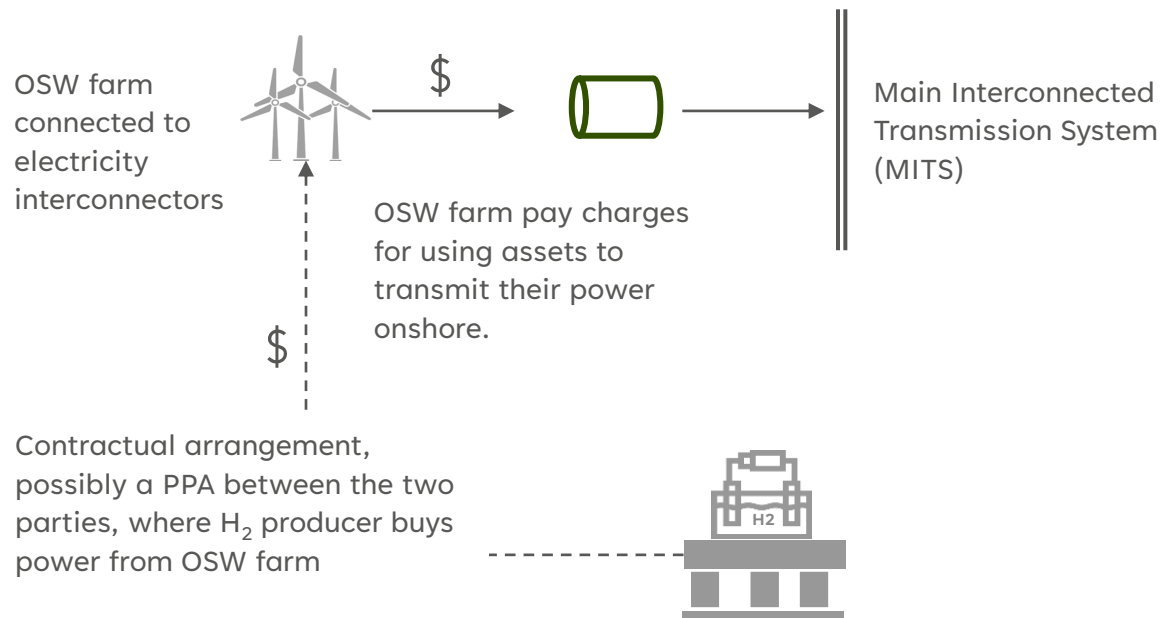 OSW farm
connected to
electricity
interconnectors
$
Main Interconnected
Transmission System
(MITS)
OSW farm pay charges
for using assets to
transmit their power
onshore.
$
Contractual arrangement,
possibly a PPA between the two
parties, where H₂ producer buys
power from OSW farm
H2